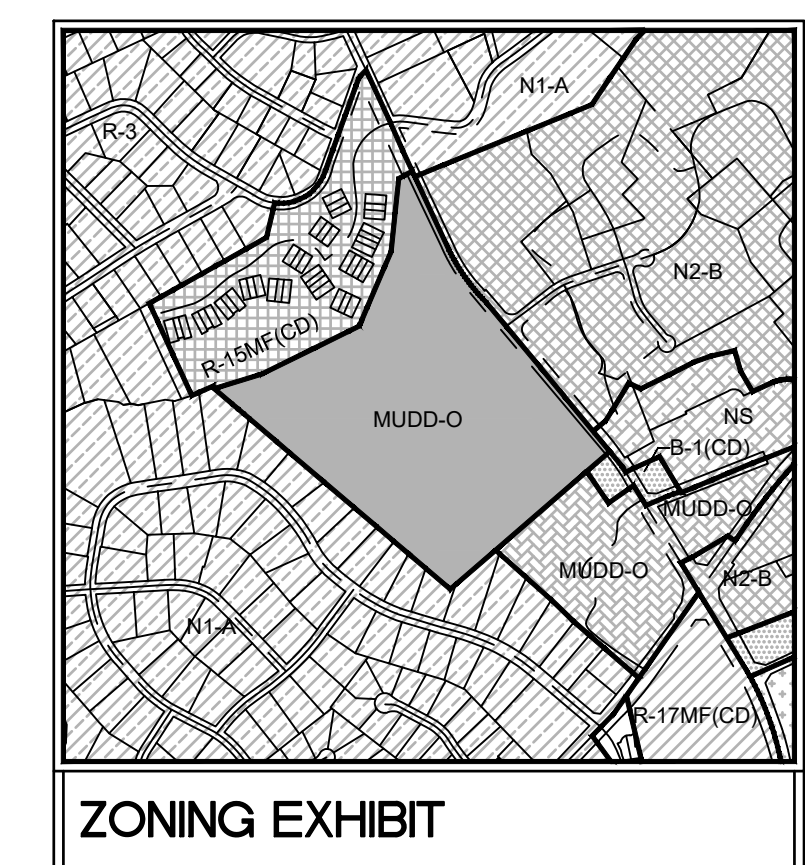 N1-A
R-3
N2-B
R-15MF(CD)
MUDD-O
NS
B-1(CD)
MUDD-O
MUDD-O
N2-B
N1-A
R-17MF(CD)
ZONING EXHIBIT